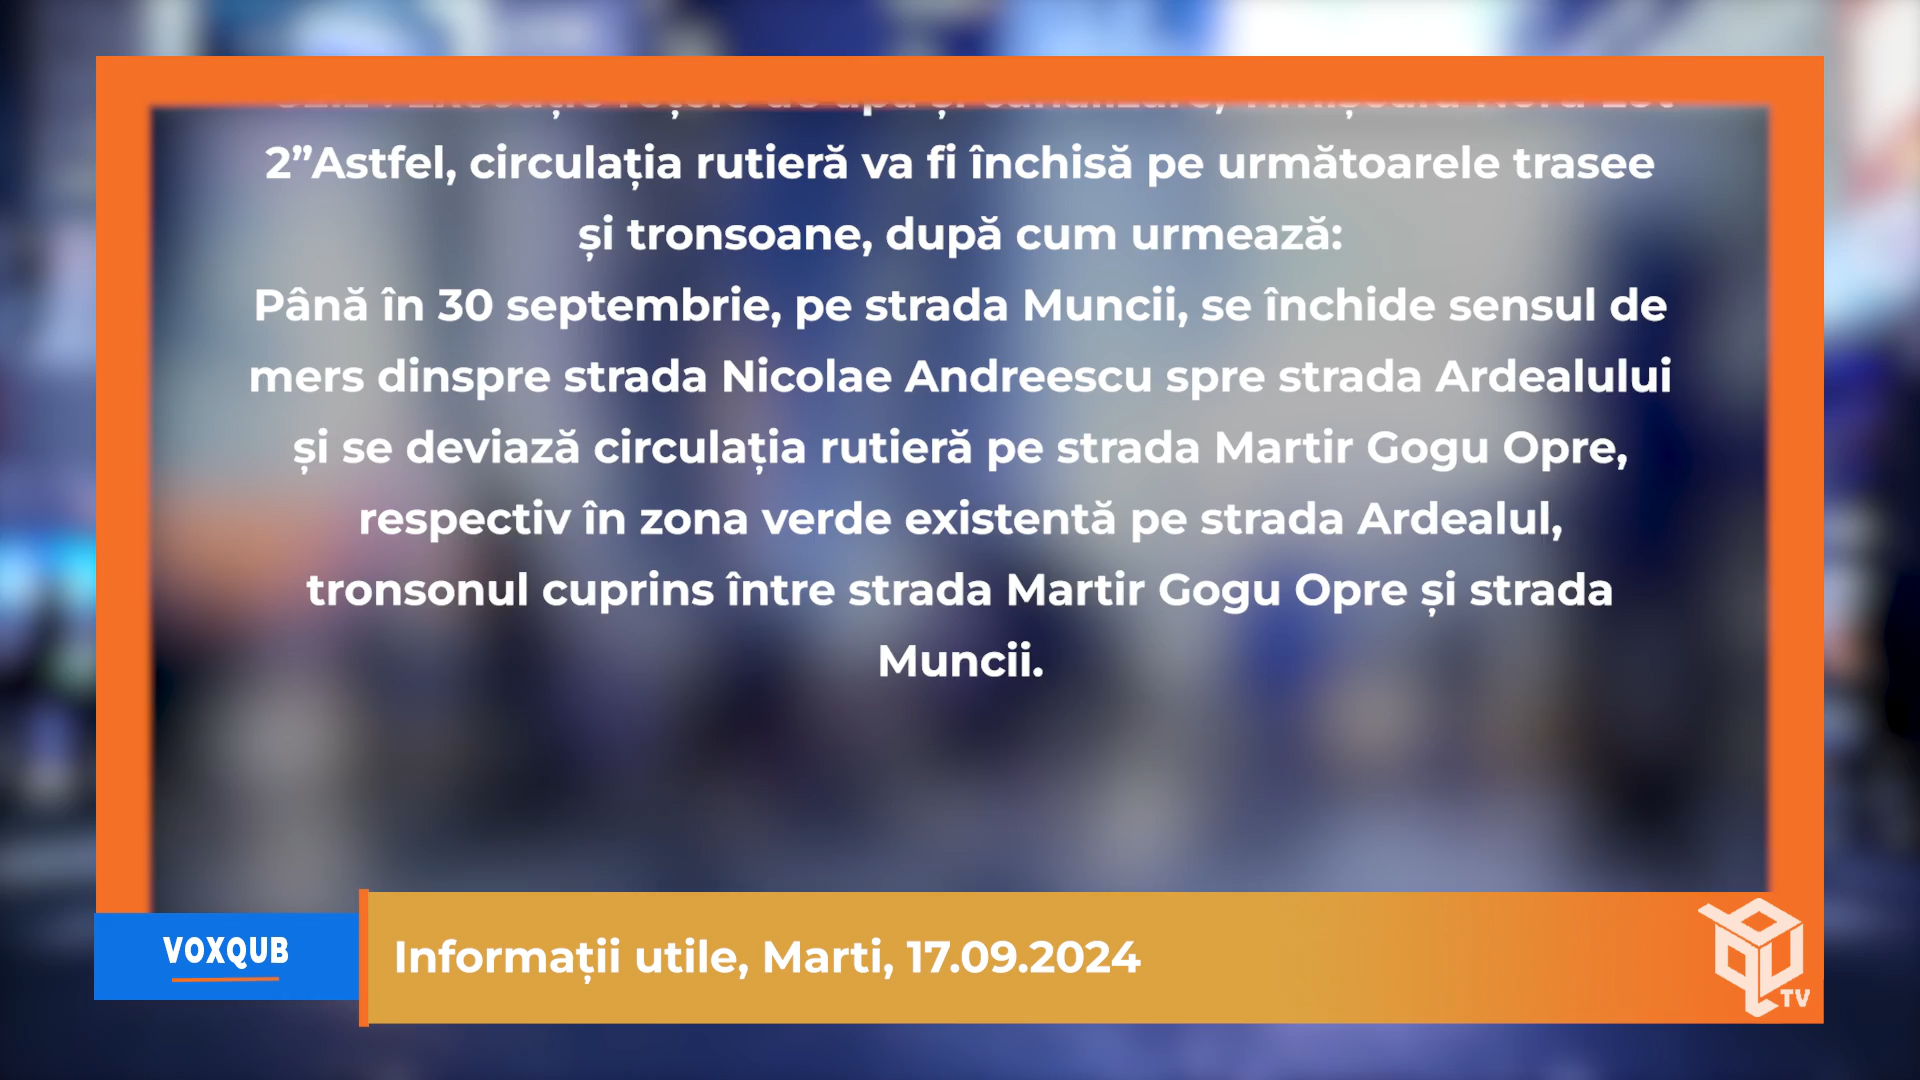 2”Astfel, circulația rutieră va fi închisă pe următoarele trasee
și tronsoane, după cum urmează:
Până în 30 septembrie, pe strada Muncii, se închide sensul de
mers dinspre strada Nicolae Andreescu spre strada Ardealului
și se deviază circulația rutieră pe strada Martir Gogu Opre,
respectiv în zona verde existentă pe strada Ardealul,
tronsonul cuprins între strada Martir Gogu Opre și strada
Muncii.
VOXQUB
Informații utile, Marti, 17.09.2024
TV